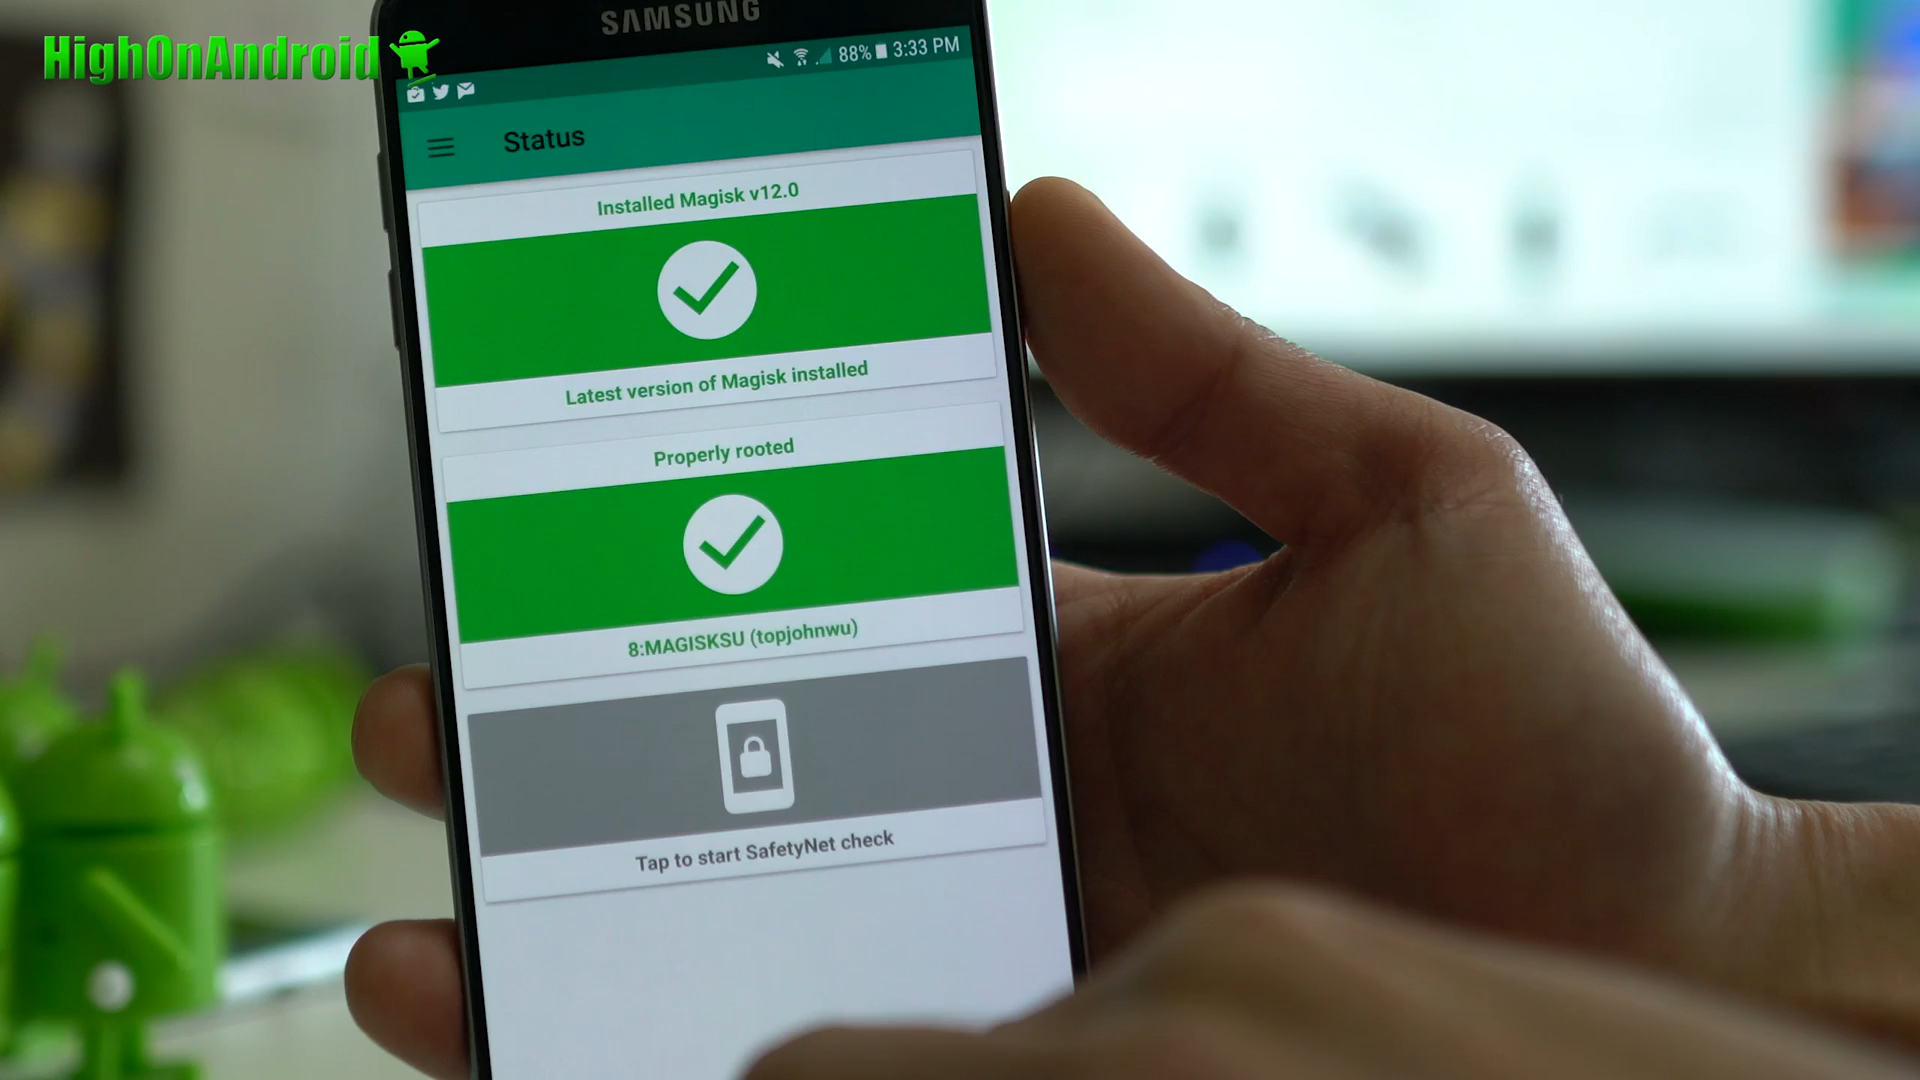 HighOnAndroid
SAMSUNG
88% 3:33 PM
Status
Installed Magisk v12.0
Latest version of Magisk installed
Properly rooted
8:MAGISKSU (topjohnwu)
Tap to start SafetyNet check